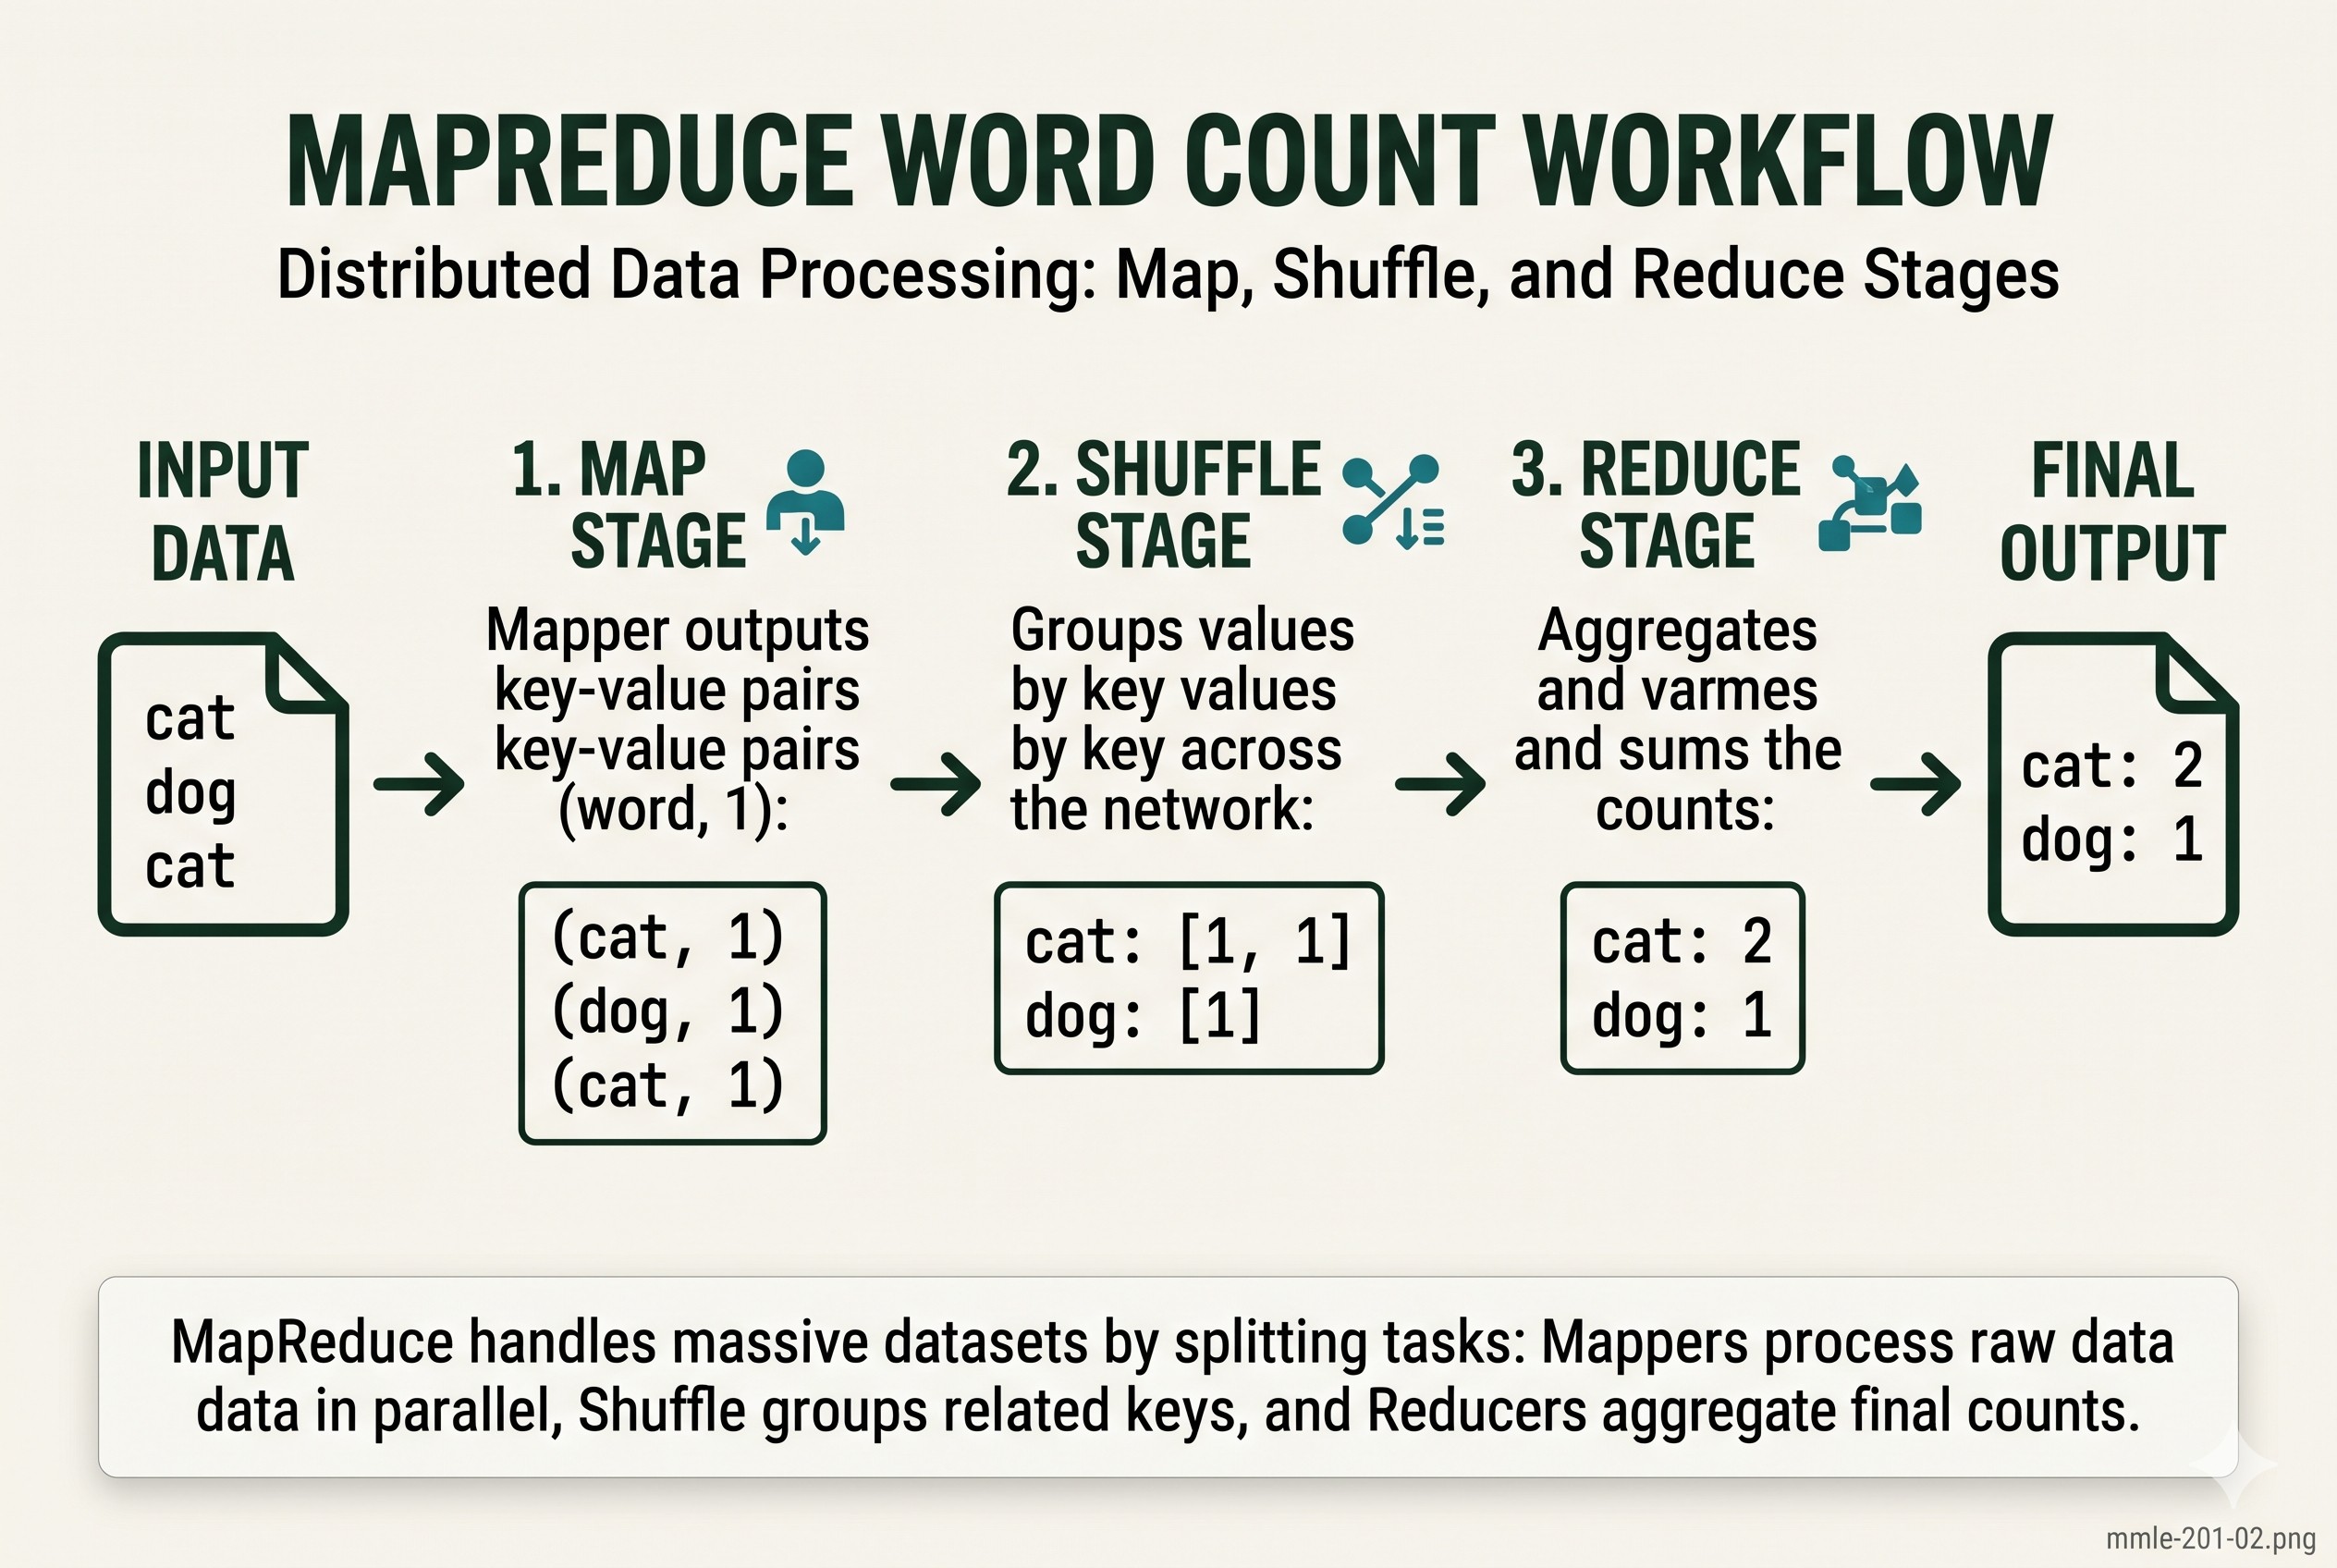 MAPREDUCE WORD COUNT WORKFLOW
Distributed Data Processing: Map, Shuffle, and Reduce Stages
INPUT
DATA
cat
dog
cat
1. MAP
STAGE
Mapper outputs
key-value pairs
key-value pairs
(word, 1):
(cat, 1)
(dog, 1)
(cat, 1)
2. SHUFFLE
STAGE
Groups values
by key values
by key across
the network:
cat: [1, 1]
dog: [1]
3. REDUCE
STAGE
Aggregates
and varmes
and sums the
counts:
cat: 2
dog: 1
FINAL
OUTPUT
cat: 2
dog: 1
MapReduce handles massive datasets by splitting tasks: Mappers process raw data
data in parallel, Shuffle groups related keys, and Reducers aggregate final counts.
mmle-201-02.png